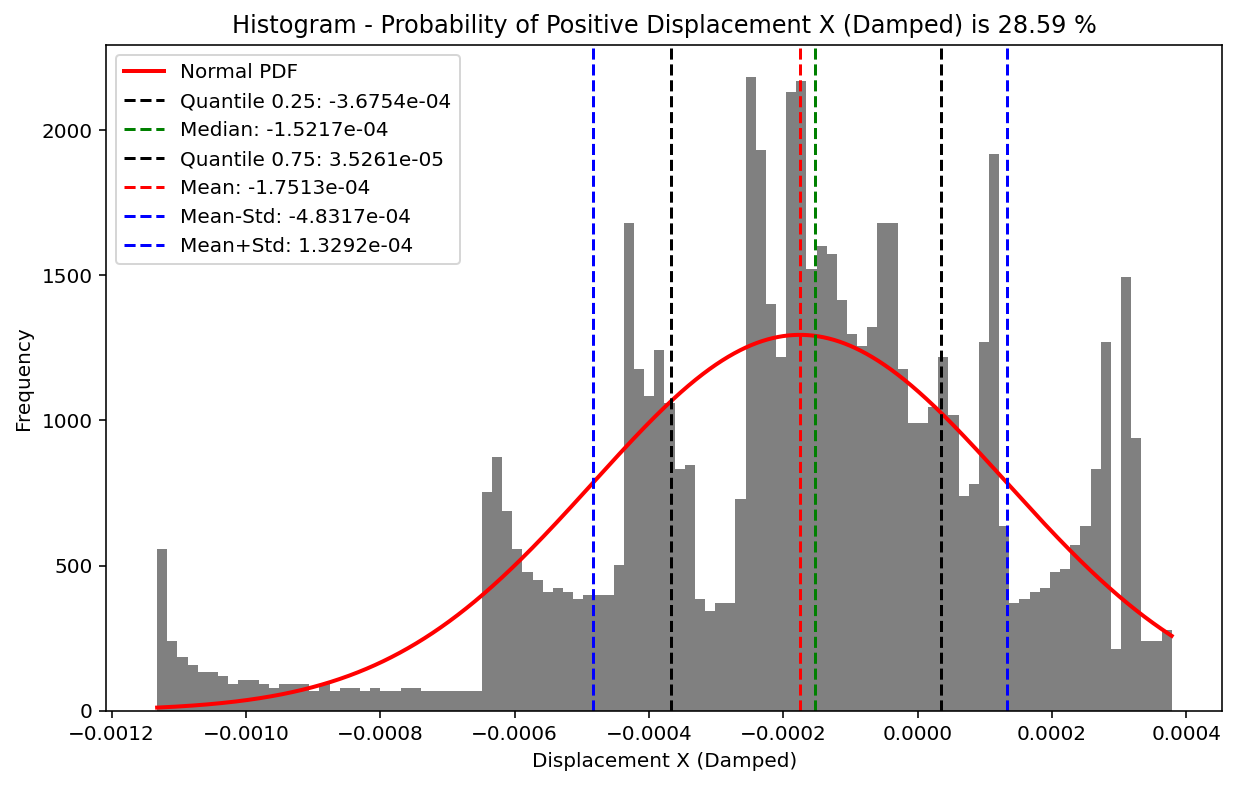 Histogram - Probability of Positive Displacement X (Damped) is 28.59 %
Normal PDF
Quantile 0.25: -3.6754e-04
Median: -1.5217e-04
Quantile 0.75: 3.5261e-05
Mean: -1.7513e-04
Mean-Std: -4.8317e-04
Mean+Std: 1.3292e-04
Frequency
2000
1500
1000
500
0
−0.0012 −0.0010 −0.0008 −0.0006 −0.0004 −0.0002 0.0000 0.0002 0.0004
Displacement X (Damped)